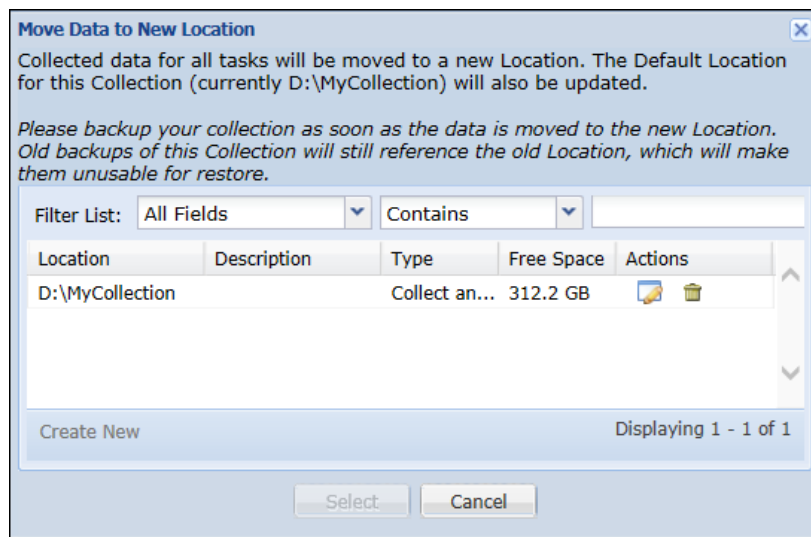 Move Data to New Location
Collected data for all tasks will be moved to a new Location. The Default Location
for this Collection (currently D:\MyCollection) will also be updated.
Please backup your collection as soon as the data is moved to the new Location.
Old backups of this Collection will still reference the old Location, which will make
them unusable for restore.
Filter List: All Fields Contains
Location Description Type Free Space Actions
D:\MyCollection Collect an... 312.2 GB
Create New Displaying 1 - 1 of 1
Select Cancel